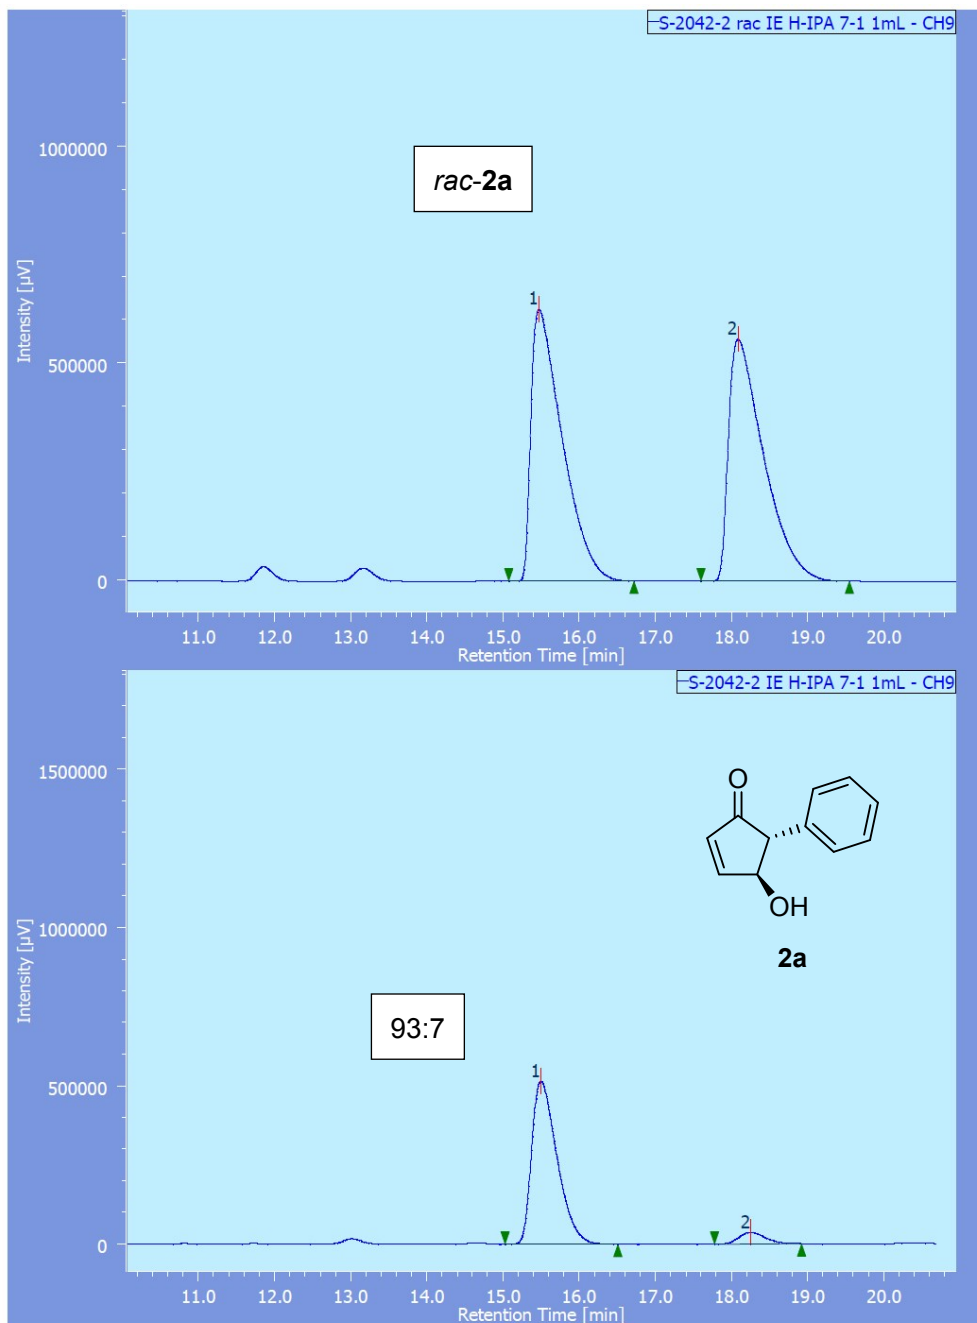 S-2042-2 rac IE H-IPA 7-1 1mL - CH9
1000000
rac-2a
Intensity [µV]
1
2
500000
0
11.0 12.0 13.0 14.0 15.0 16.0 17.0 18.0 19.0 20.0
Retention Time [min]
S-2042-2 IE H-IPA 7-1 1mL - CH9
1500000
O
OH
2a
1000000
Intensity [µV]
93:7
1
500000
2
0
11.0 12.0 13.0 14.0 15.0 16.0 17.0 18.0 19.0 20.0
Retention Time [min]